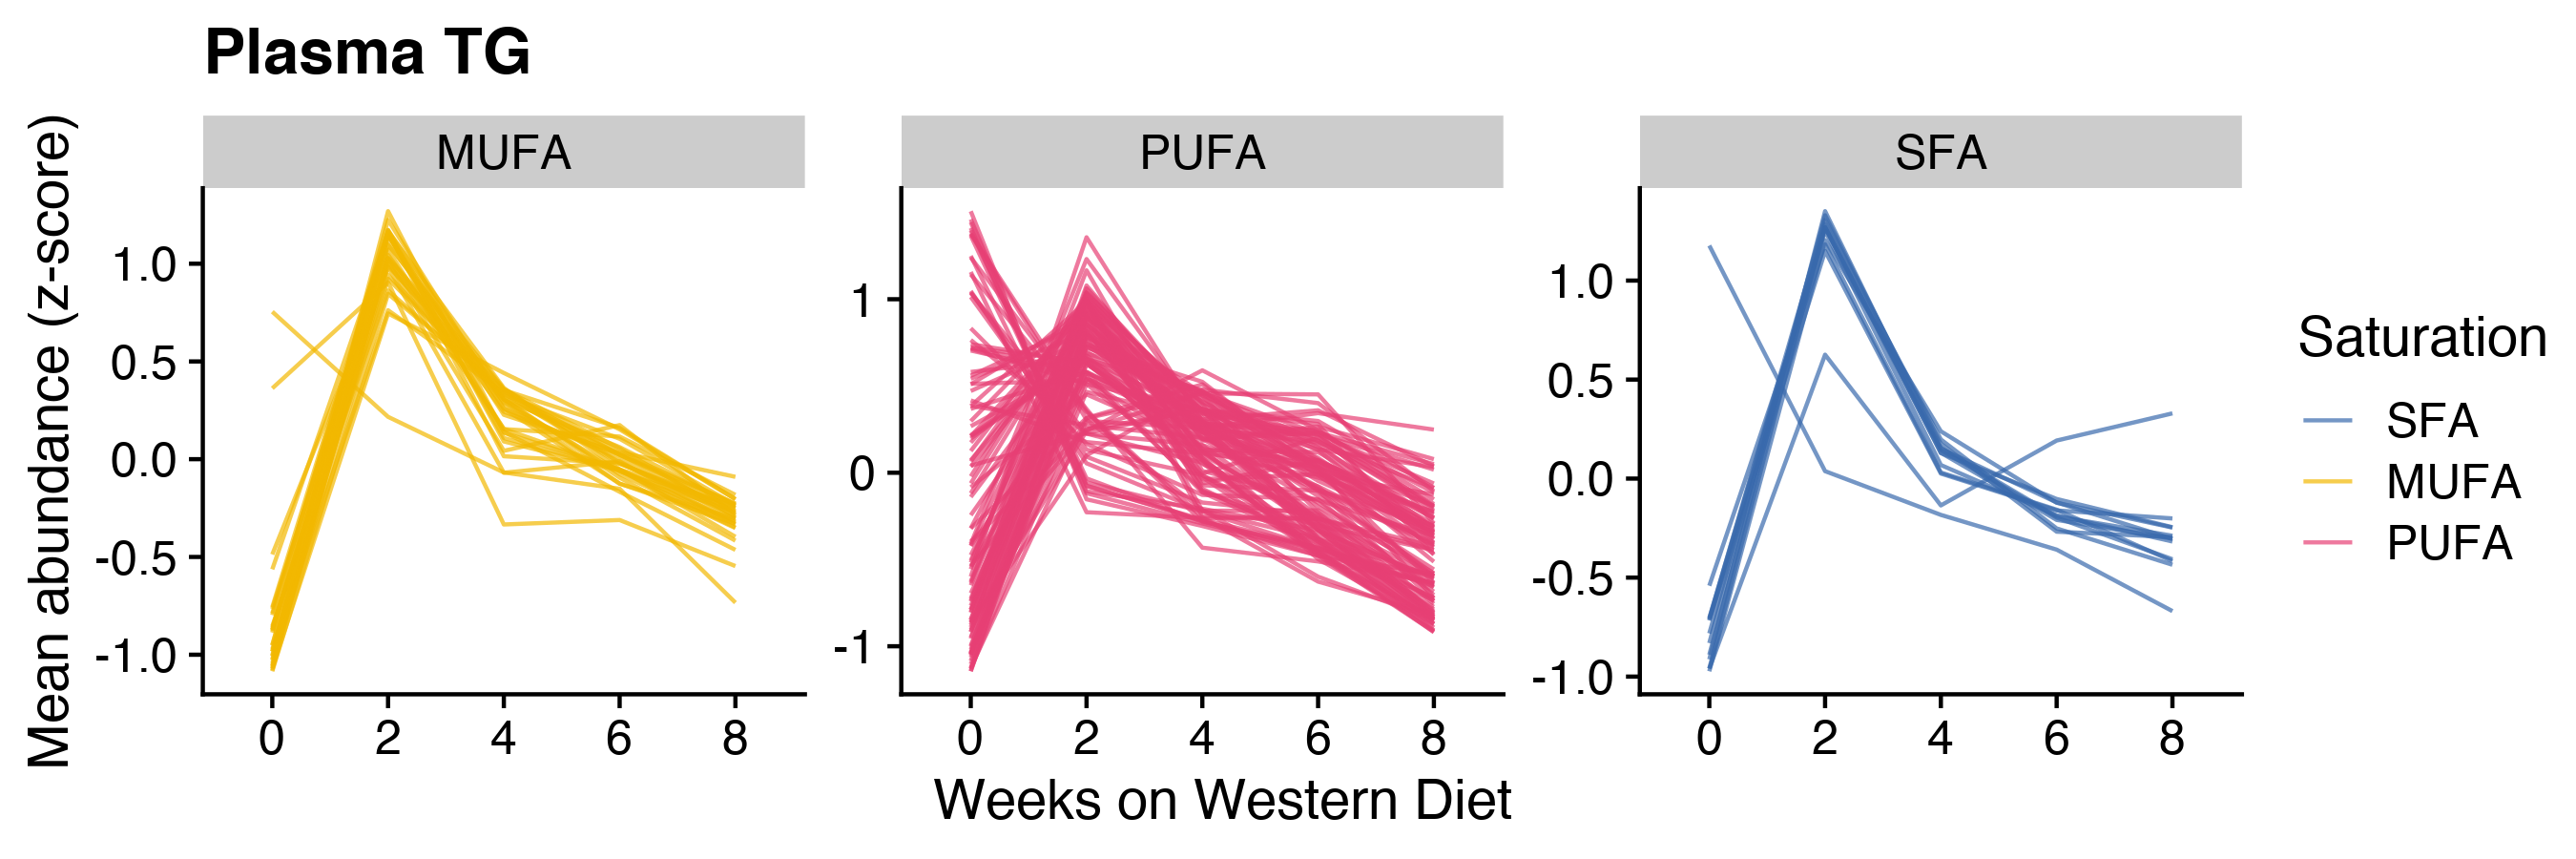 Plasma TG
MUFA
PUFA
SFA
Mean abundance (z-score)
1.0
0.5
0.0
-0.5
-1.0
0 2 4 6 8
1
0
-1
0 2 4 6 8
1.0
0.5
0.0
-0.5
-1.0
0 2 4 6 8
Weeks on Western Diet
Saturation
SFA
MUFA
PUFA